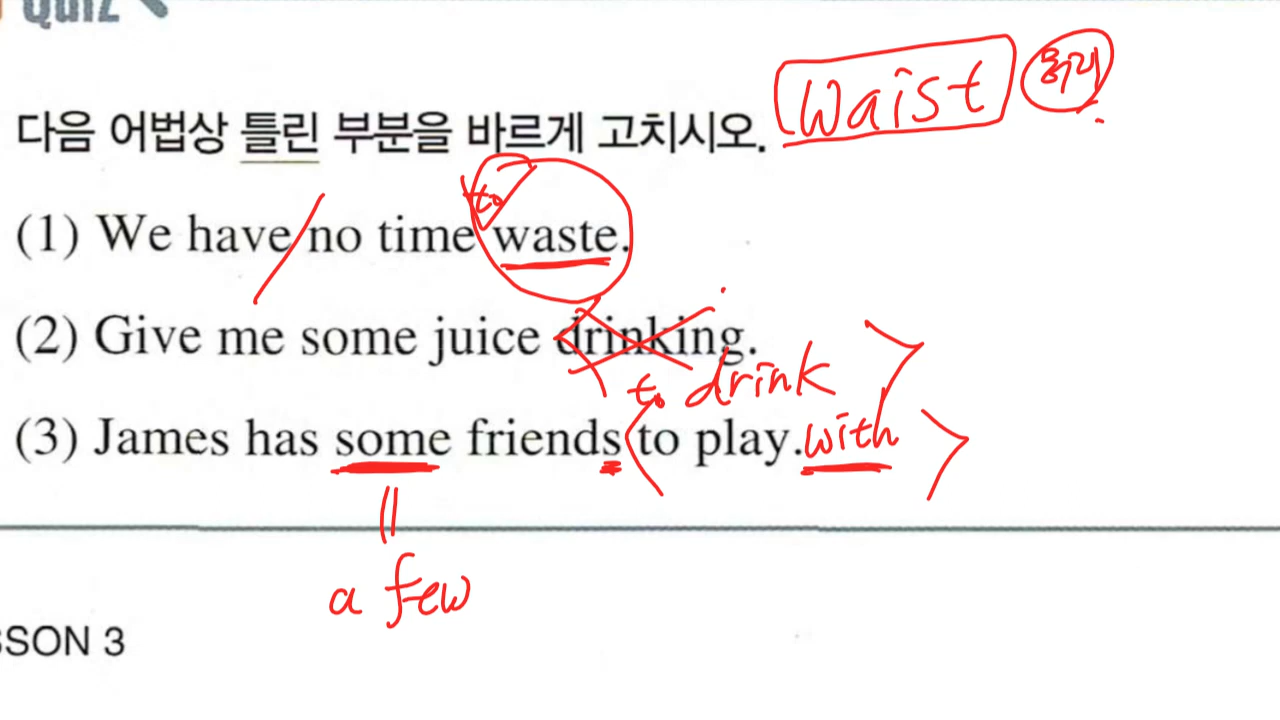 Quiz
다음 어법상 틀린 부분을 바르게 고치시오. Waist 허리
to
(1) We have no time waste.
(2) Give me some juice drinking.
to drink
(3) James has some friends to play. with
=
a few
SSON 3